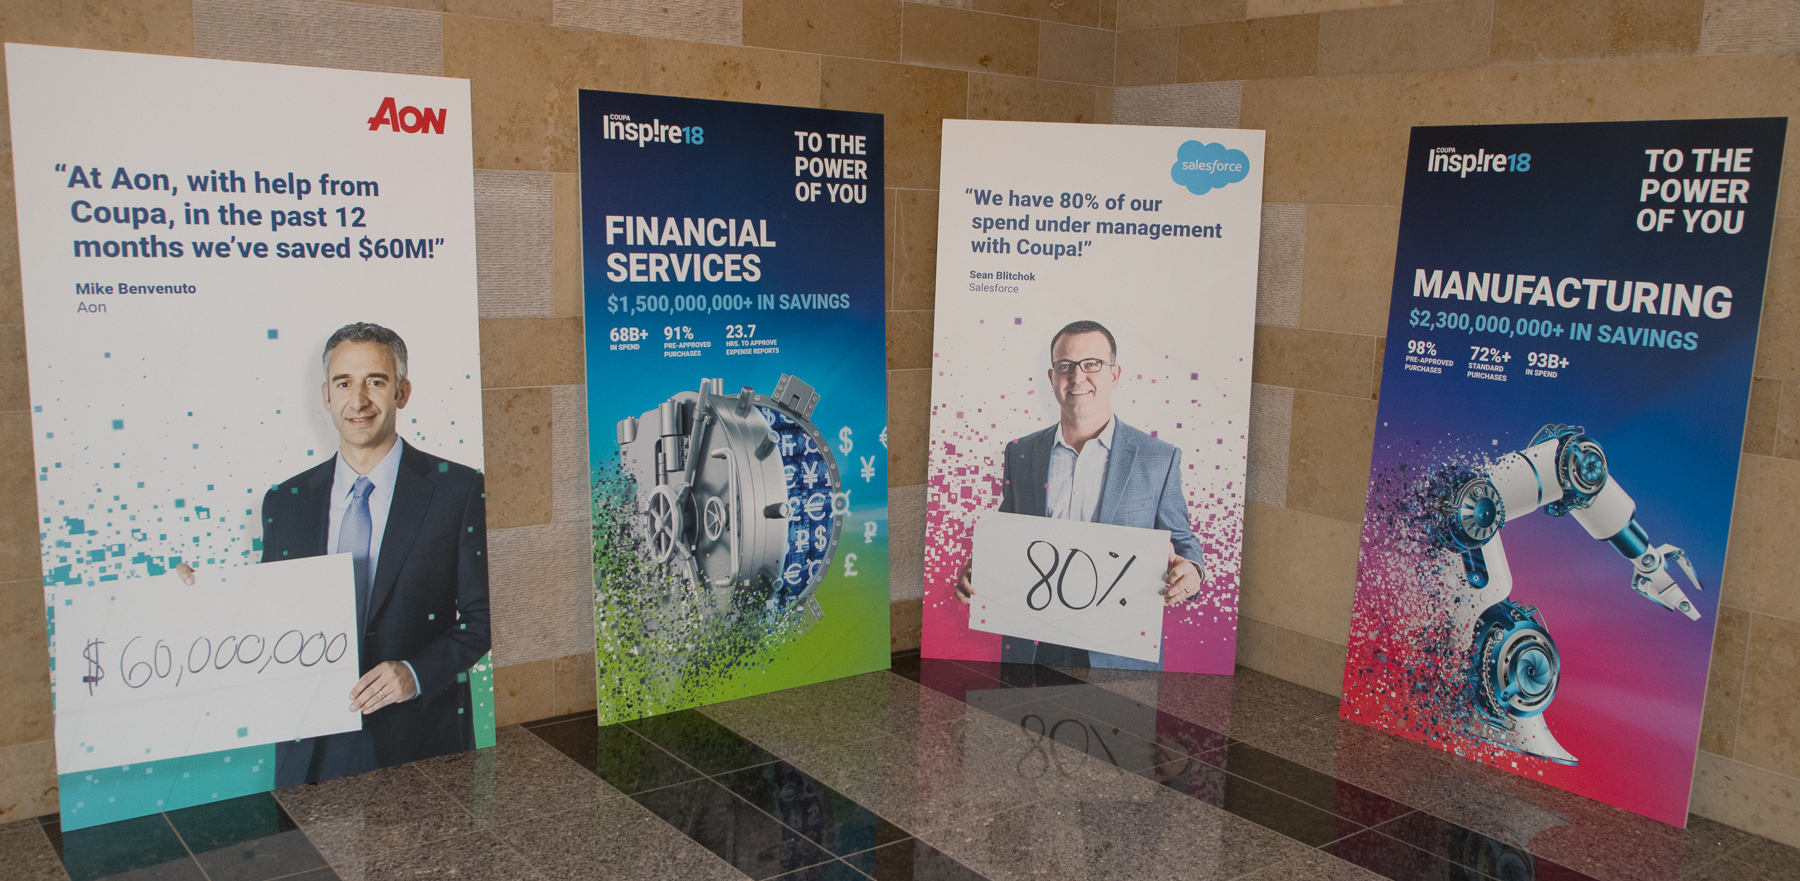 AON
“At Aon, with help from
Coupa, in the past 12
months we’ve saved $60M!”
Mike Benvenuto
Aon
$60,000,000
COUPA
Insp!re18
TO THE
POWER
OF YOU
FINANCIAL
SERVICES
$1,500,000,000+ IN SAVINGS
68B+
IN SPEND
91%
PRE-APPROVED
PURCHASES
23.7
HRS. TO APPROVE
EXPENSE REPORTS
salesforce
“We have 80% of our
spend under management
with Coupa!”
Sean Blitchok
Salesforce
80%
COUPA
Insp!re18
TO THE
POWER
OF YOU
MANUFACTURING
$2,300,000,000+ IN SAVINGS
98%
PRE-APPROVED
PURCHASES
72%+
STANDARD
PURCHASES
93B+
IN SPEND